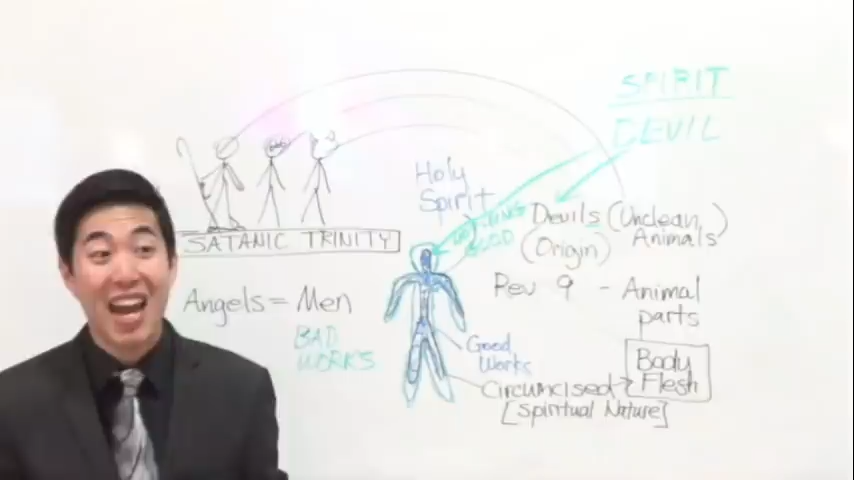 SPIRIT
DEVIL
Holy
Spirit
Devils (Unclean
Animals)
(Origin)
SATANIC TRINITY
Rev 9 - Animal
parts
Angels = Men
BAD
WORKS
Good
Works
Body
Flesh
Circumcised
[Spiritual Nature]